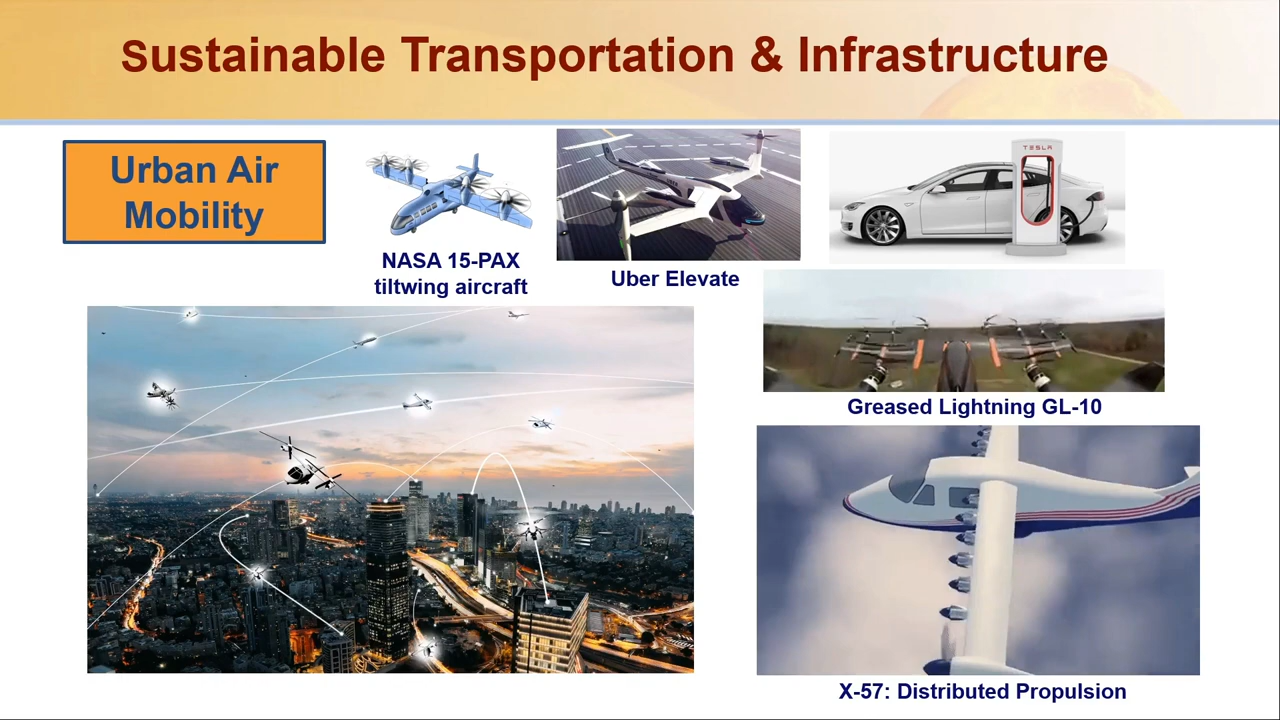 Sustainable Transportation & Infrastructure
Urban Air
Mobility
NASA 15-PAX
tiltwing aircraft
Uber Elevate
TESLA
Greased Lightning GL-10
X-57: Distributed Propulsion